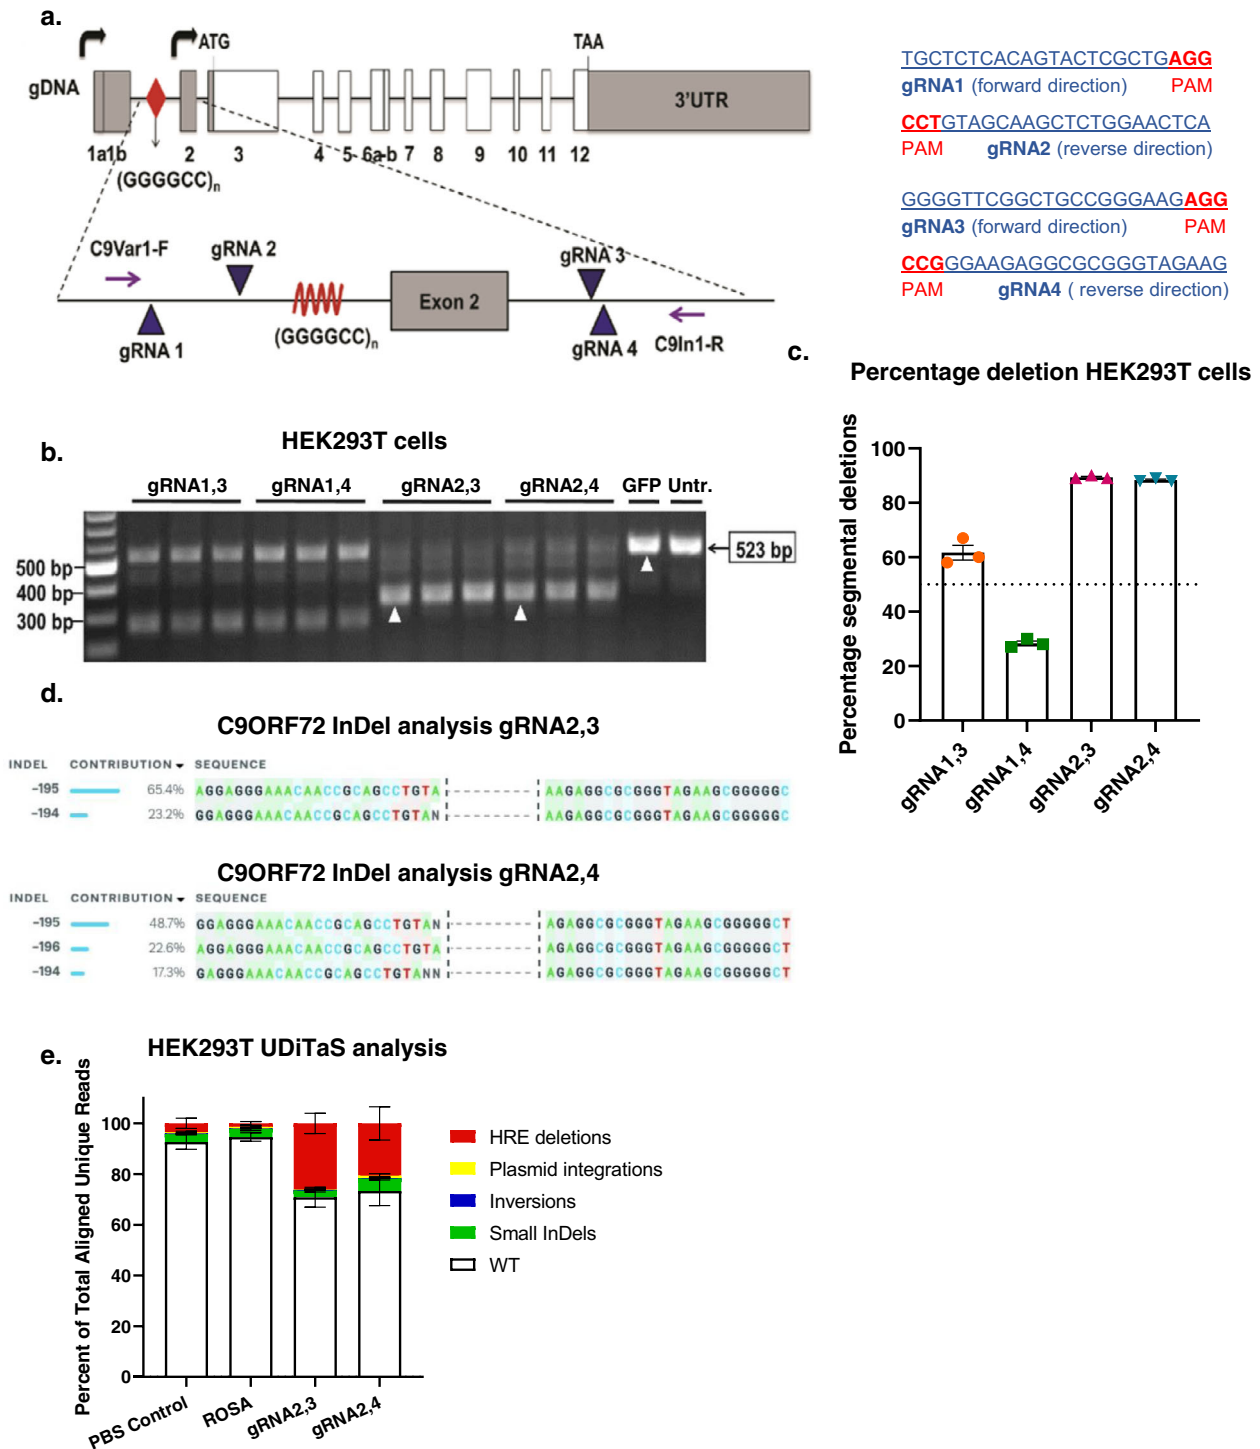 a.
ATG
TAA
gDNA
3'UTR
1a1b 2 3 4 5 6a-b 7 8 9 10 11 12
(GGGGCC)n
C9Var1-F
gRNA 2
gRNA 3
Exon 2
(GGGGCC)n
gRNA 1
gRNA 4
C9In1-R
TGCTCTCACAGTACTCGCTGAGG
gRNA1 (forward direction) PAM
CCTGTAGCAAGCTCTGGAACTCA
PAM gRNA2 (reverse direction)
GGGGTTCGGCTGCCGGGAAGAGG
gRNA3 (forward direction) PAM
CCGGGAAGAGGCGCGGGTAGAAG
PAM gRNA4 ( reverse direction)
b.
HEK293T cells
gRNA1,3 gRNA1,4 gRNA2,3 gRNA2,4 GFP Untr.
523 bp
500 bp
400 bp
300 bp
c.
Percentage deletion HEK293T cells
Percentage segmental deletions
100
80
60
40
20
0
gRNA1,3
gRNA1,4
gRNA2,3
gRNA2,4
d.
C9ORF72 InDel analysis gRNA2,3
INDEL CONTRIBUTION SEQUENCE
-195 65.4% AGGAGGGAAACAACCGCAGCCTGTA AAGAGGCGCGGGTAGAAGCGGGGGC
-194 23.2% GGAGGGAAACAACCGCAGCCTGTAN AAGAGGCGCGGGTAGAAGCGGGGGC
C9ORF72 InDel analysis gRNA2,4
INDEL CONTRIBUTION SEQUENCE
-195 48.7% GGAGGGAAACAACCGCAGCCTGTAN AGAGGCGCGGGTAGAAGCGGGGGCT
-196 22.6% AGGAGGGAAACAACCGCAGCCTGTA AGAGGCGCGGGTAGAAGCGGGGGCT
-194 17.3% GAGGGAAACAACCGCAGCCTGTANN AGAGGCGCGGGTAGAAGCGGGGGCT
e.
HEK293T UDiTaS analysis
Percent of Total Aligned Unique Reads
100
80
60
40
20
0
PBS Control
ROSA
gRNA2,3
gRNA2,4
HRE deletions
Plasmid integrations
Inversions
Small InDels
WT